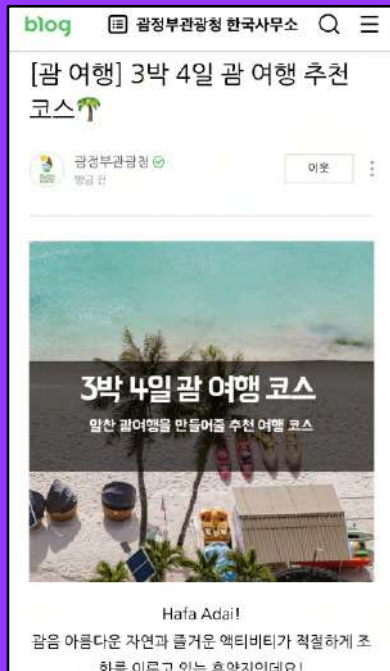 blog 괌정부관광청 한국사무소
[괌 여행] 3박 4일 괌 여행 추천
코스🌴
괌정부관광청
방금 전
이웃
3박 4일 괌 여행 코스
알찬 괌여행을 만들어줄 추천 여행 코스
Hafa Adai!
괌음 아름다운 자연과 즐거운 액티비티가 적절하게 조
화를 이루고 있는 휴양지인데요!